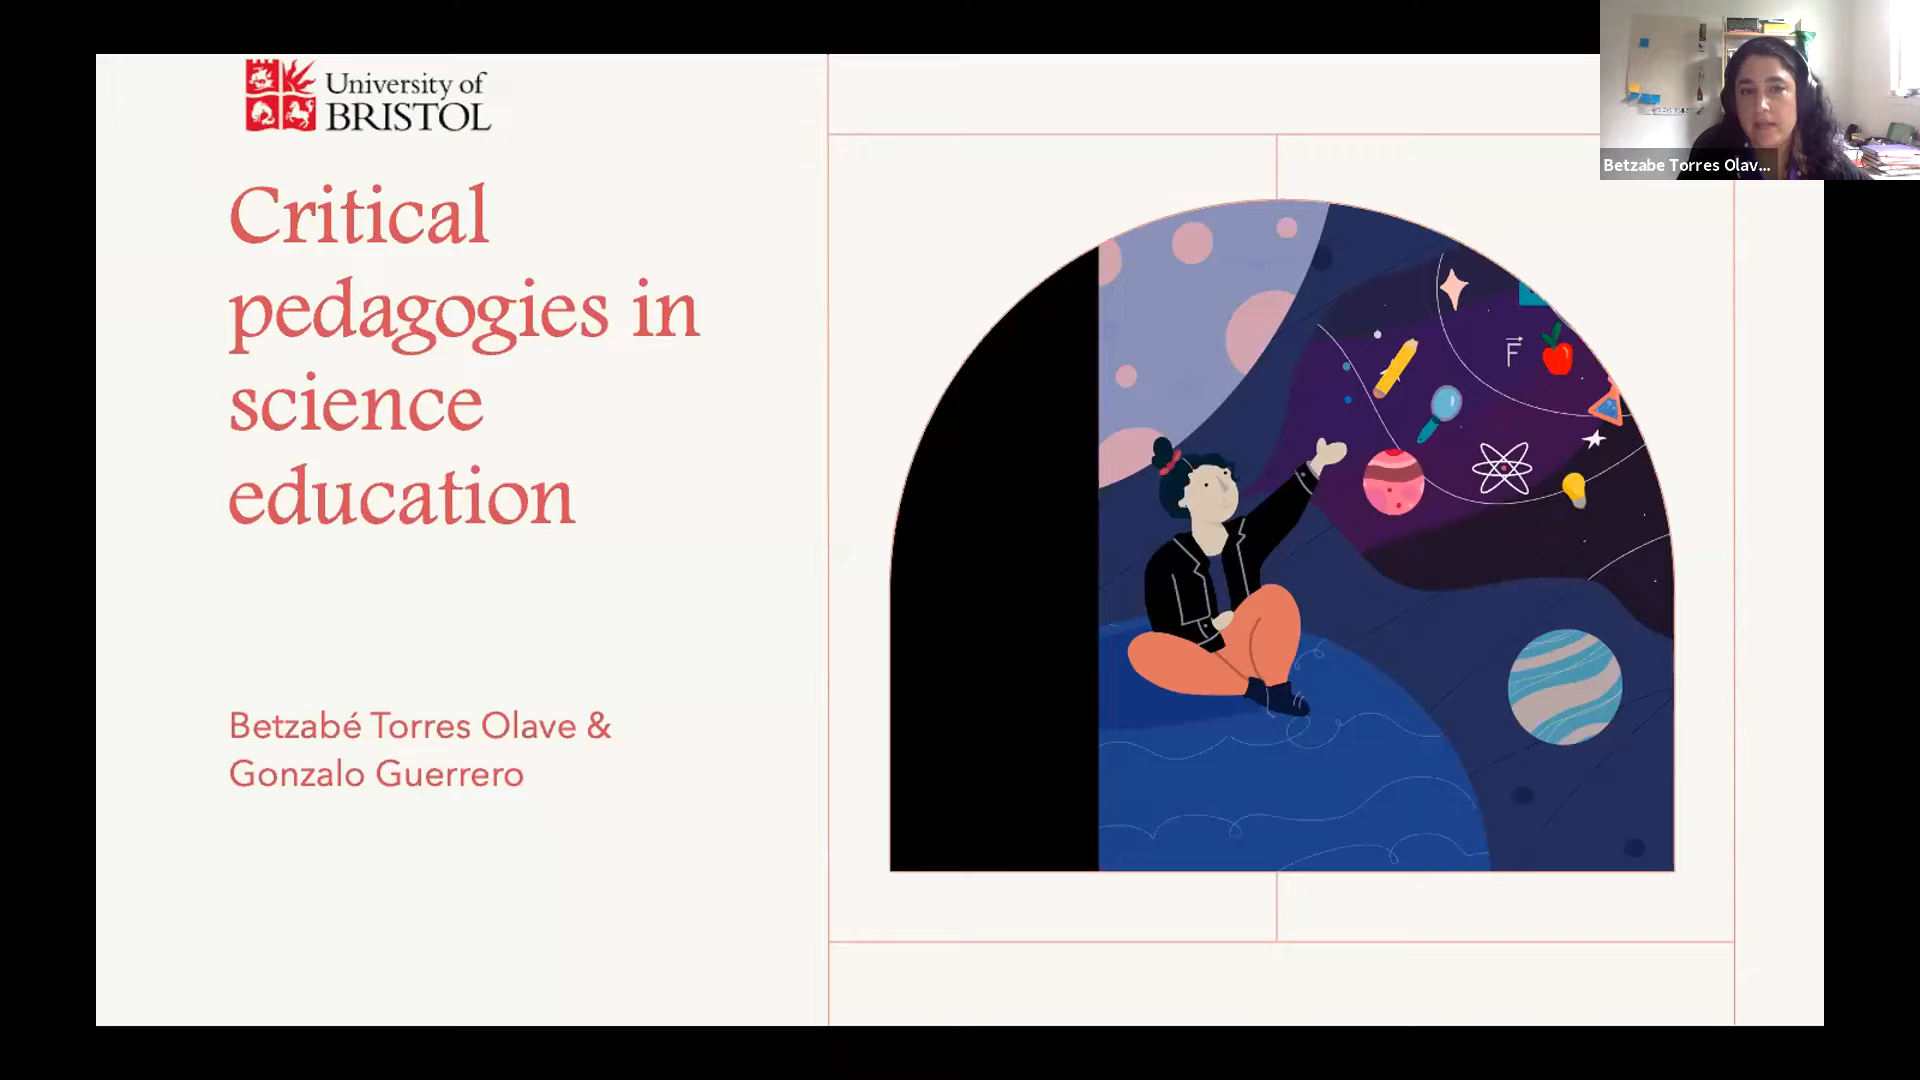 University of
BRISTOL
Critical
pedagogies in
science
education
Betzabé Torres Olave &
Gonzalo Guerrero
F
Betzabe Torres Olav...